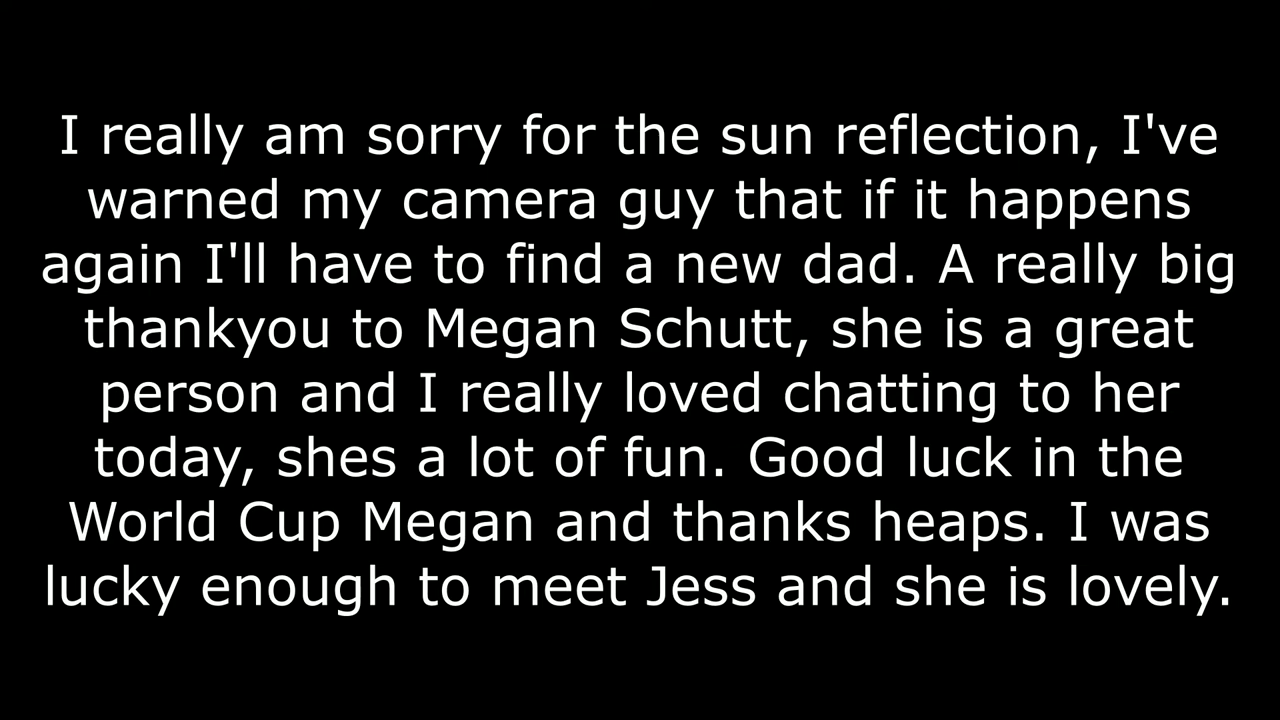 I really am sorry for the sun reflection, I've
warned my camera guy that if it happens
again I'll have to find a new dad. A really big
thankyou to Megan Schutt, she is a great
person and I really loved chatting to her
today, shes a lot of fun. Good luck in the
World Cup Megan and thanks heaps. I was
lucky enough to meet Jess and she is lovely.